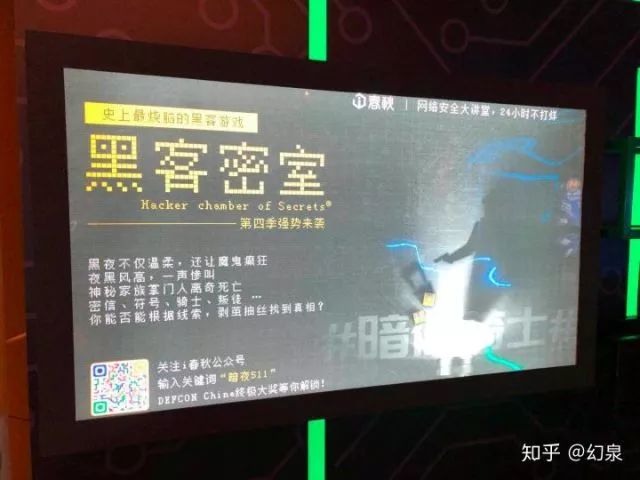 i春秋 | 网络安全大讲堂，24小时不打烊
史上最烧脑的黑客游戏
黑客密室
Hacker chamber of Secrets®
第四季强势来袭
黑夜不仅温柔，还让魔鬼癫狂
夜黑风高，一声惨叫
神秘家族掌门人离奇死亡
密信、符号、骑士、叛徒 …
你能否能根据线索，剥茧抽丝找到真相？
#暗夜骑士#
关注i春秋公众号
输入关键词“暗夜511”
DEFCON China终极大奖等你解锁！
知乎 @幻泉